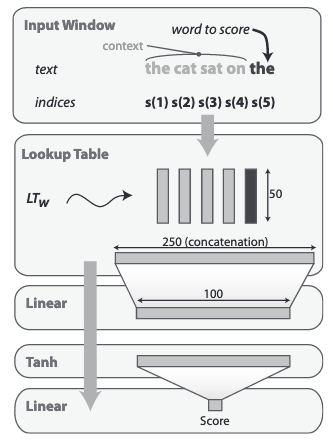 Input Window
word to score
context
text
the cat sat on the
indices
s(1) s(2) s(3) s(4) s(5)
Lookup Table
LTw
50
250 (concatenation)
100
Linear
Tanh
Linear
Score